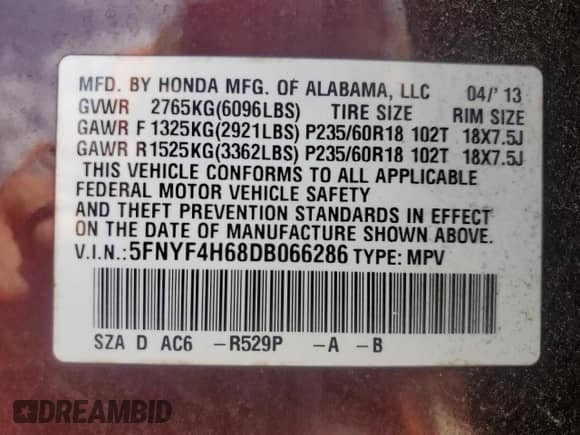 MFD. BY HONDA MFG. OF ALABAMA, LLC 04/' 13
GVWR 2765KG(6096LBS) TIRE SIZE RIM SIZE
GAWR F 1325KG(2921LBS) P235/60R18 102T 18X7.5J
GAWR R1525KG(3362LBS) P235/60R18 102T 18X7.5J
THIS VEHICLE CONFORMS TO ALL APPLICABLE
FEDERAL MOTOR VEHICLE SAFETY
AND THEFT PREVENTION STANDARDS IN EFFECT
ON THE DATE OF MANUFACTURE SHOWN ABOVE.
V.I.N.:5FNYF4H68DB066286 TYPE: MPV
SZA D AC6 –R529P –A –B
DREAMBID